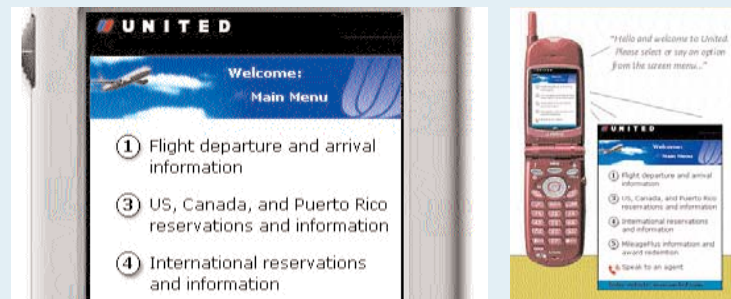 UNITED
Welcome:
Main Menu
1 Flight departure and arrival
information
3 US, Canada, and Puerto Rico
reservations and information
4 International reservations
and information
"Hello and welcome to United.
Please select or say an option
from the screen menu..."
UNITED
Welcome:
Main Menu
1 Flight departure and arrival
information
3 US, Canada, and Puerto Rico
reservations and information
4 International reservations
and information
5 MileagePlus information and
award redemption
Speak to an agent